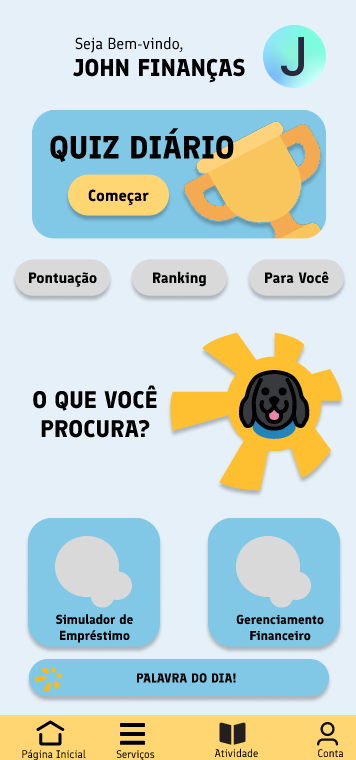 Seja Bem-vindo,
JOHN FINANÇAS
J
QUIZ DIÁRIO
Começar
Pontuação
Ranking
Para Você
O QUE VOCÊ
PROCURA?
Simulador de
Empréstimo
Gerenciamento
Financeiro
PALAVRA DO DIA!
Página Inicial
Serviços
Atividade
Conta